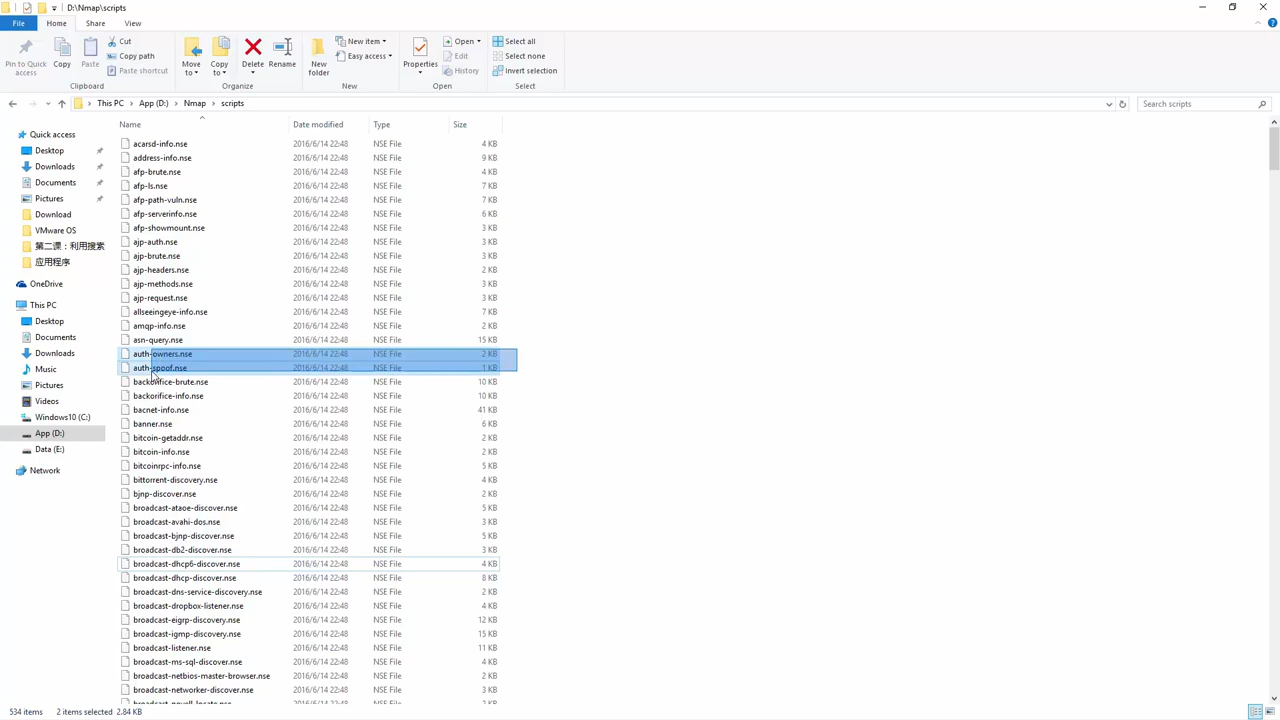 D:\Nmap\scripts
File Home Share View
Pin to Quick access
Copy
Paste
Cut
Copy path
Paste shortcut
Move to
Copy to
Delete
Rename
New folder
New item
Easy access
Properties
Open
Edit
History
Select all
Select none
Invert selection
Clipboard Organize New Open Select
This PC App (D:) Nmap scripts
Search scripts
Quick access
Desktop
Downloads
Documents
Pictures
Download
VMware OS
第二课：利用搜索
应用程序
OneDrive
This PC
Desktop
Documents
Downloads
Music
Pictures
Videos
Windows10 (C:)
App (D:)
Data (E:)
Network
Name Date modified Type Size
acarsd-info.nse 2016/6/14 22:48 NSE File 4 KB
address-info.nse 2016/6/14 22:48 NSE File 9 KB
afp-brute.nse 2016/6/14 22:48 NSE File 4 KB
afp-ls.nse 2016/6/14 22:48 NSE File 7 KB
afp-path-vuln.nse 2016/6/14 22:48 NSE File 7 KB
afp-serverinfo.nse 2016/6/14 22:48 NSE File 6 KB
afp-showmount.nse 2016/6/14 22:48 NSE File 3 KB
ajp-auth.nse 2016/6/14 22:48 NSE File 3 KB
ajp-brute.nse 2016/6/14 22:48 NSE File 3 KB
ajp-headers.nse 2016/6/14 22:48 NSE File 2 KB
ajp-methods.nse 2016/6/14 22:48 NSE File 3 KB
ajp-request.nse 2016/6/14 22:48 NSE File 3 KB
allseeingeye-info.nse 2016/6/14 22:48 NSE File 7 KB
amqp-info.nse 2016/6/14 22:48 NSE File 2 KB
asn-query.nse 2016/6/14 22:48 NSE File 15 KB
auth-owners.nse 2016/6/14 22:48 NSE File 2 KB
auth-spoof.nse 2016/6/14 22:48 NSE File 1 KB
backorifice-brute.nse 2016/6/14 22:48 NSE File 10 KB
backorifice-info.nse 2016/6/14 22:48 NSE File 10 KB
bacnet-info.nse 2016/6/14 22:48 NSE File 41 KB
banner.nse 2016/6/14 22:48 NSE File 6 KB
bitcoin-getaddr.nse 2016/6/14 22:48 NSE File 2 KB
bitcoin-info.nse 2016/6/14 22:48 NSE File 2 KB
bitcoinrpc-info.nse 2016/6/14 22:48 NSE File 5 KB
bittorrent-discovery.nse 2016/6/14 22:48 NSE File 4 KB
bjnp-discover.nse 2016/6/14 22:48 NSE File 2 KB
broadcast-ataoe-discover.nse 2016/6/14 22:48 NSE File 5 KB
broadcast-avahi-dos.nse 2016/6/14 22:48 NSE File 3 KB
broadcast-bjnp-discover.nse 2016/6/14 22:48 NSE File 5 KB
broadcast-db2-discover.nse 2016/6/14 22:48 NSE File 3 KB
broadcast-dhcp6-discover.nse 2016/6/14 22:48 NSE File 4 KB
broadcast-dhcp-discover.nse 2016/6/14 22:48 NSE File 8 KB
broadcast-dns-service-discovery.nse 2016/6/14 22:48 NSE File 2 KB
broadcast-dropbox-listener.nse 2016/6/14 22:48 NSE File 4 KB
broadcast-eigrp-discovery.nse 2016/6/14 22:48 NSE File 12 KB
broadcast-igmp-discovery.nse 2016/6/14 22:48 NSE File 15 KB
broadcast-listener.nse 2016/6/14 22:48 NSE File 11 KB
broadcast-ms-sql-discover.nse 2016/6/14 22:48 NSE File 4 KB
broadcast-netbios-master-browser.nse 2016/6/14 22:48 NSE File 2 KB
broadcast-networker-discover.nse 2016/6/14 22:48 NSE File 3 KB
534 items 2 items selected 2.84 KB